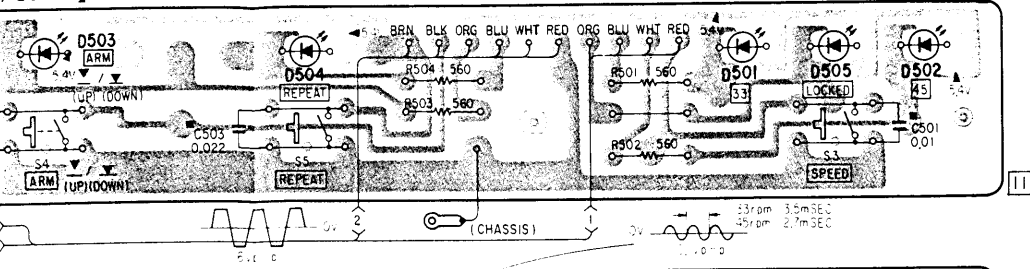 BRN BLK ORG BLU WHT RED ORG BLU WHT RED
D503
ARM
5.4V
(UP) (DOWN)
D504
REPEAT
R504 560
R503 560
R501 560
R502 560
5.4V
D501
33
D505
LOCKED
D502
45
5.4V
C503
0.022
C501
0.01
S4
ARM
(UP)(DOWN)
S5
REPEAT
S3
SPEED
11
0V
2
(CHASSIS)
1
0V
33rpm 3.5mSEC
45rpm 2.7mSEC